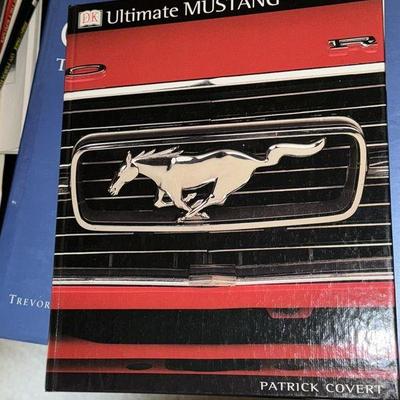 DK Ultimate MUSTANG
O R
TREVOR
PATRICK COVERT